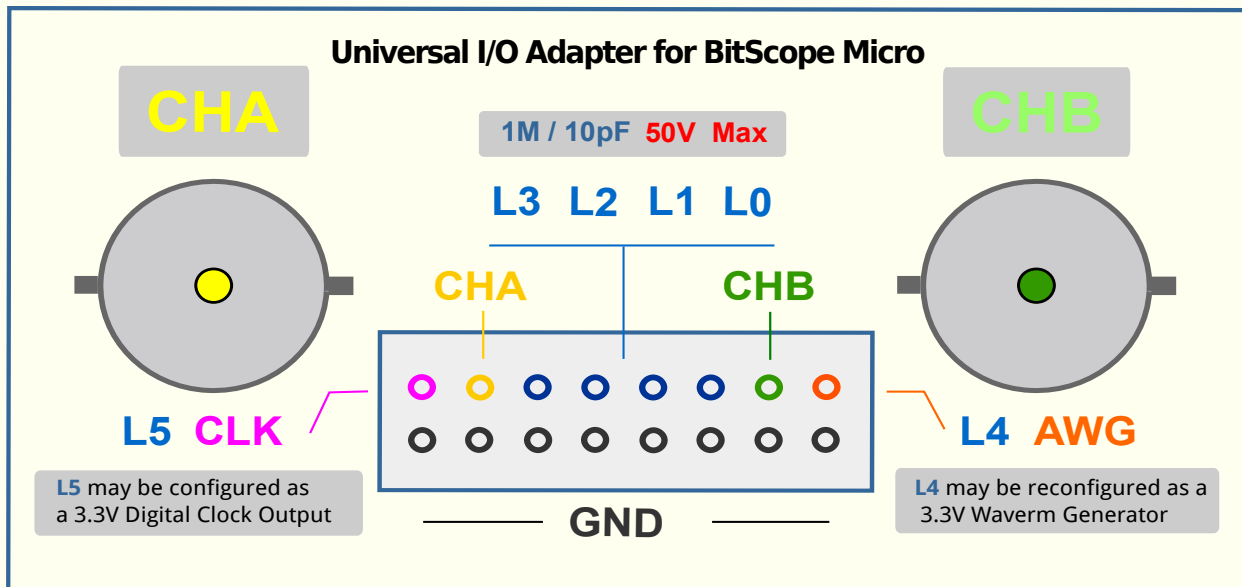 Universal I/O Adapter for BitScope Micro
CHA
CHB
1M / 10pF 50V Max
L3 L2 L1 L0
CHA
CHB
L5 CLK
L4 AWG
L5 may be configured as
a 3.3V Digital Clock Output
L4 may be reconfigured as a
3.3V Waverm Generator
GND